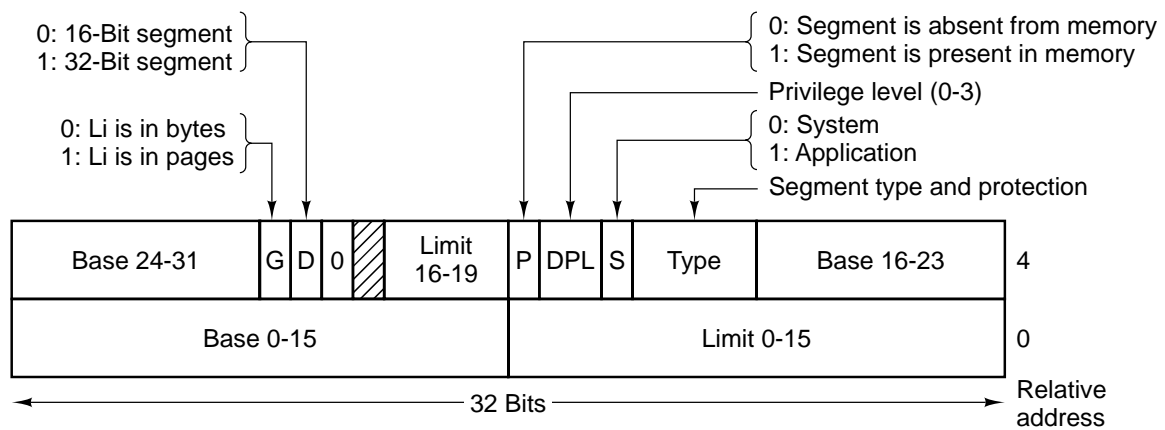 0: 16-Bit segment
1: 32-Bit segment
0: Li is in bytes
1: Li is in pages
0: Segment is absent from memory
1: Segment is present in memory
Privilege level (0-3)
0: System
1: Application
Segment type and protection
Base 24-31 G D 0 Limit 16-19 P DPL S Type Base 16-23 4
Base 0-15 Limit 0-15 0
32 Bits
Relative
address